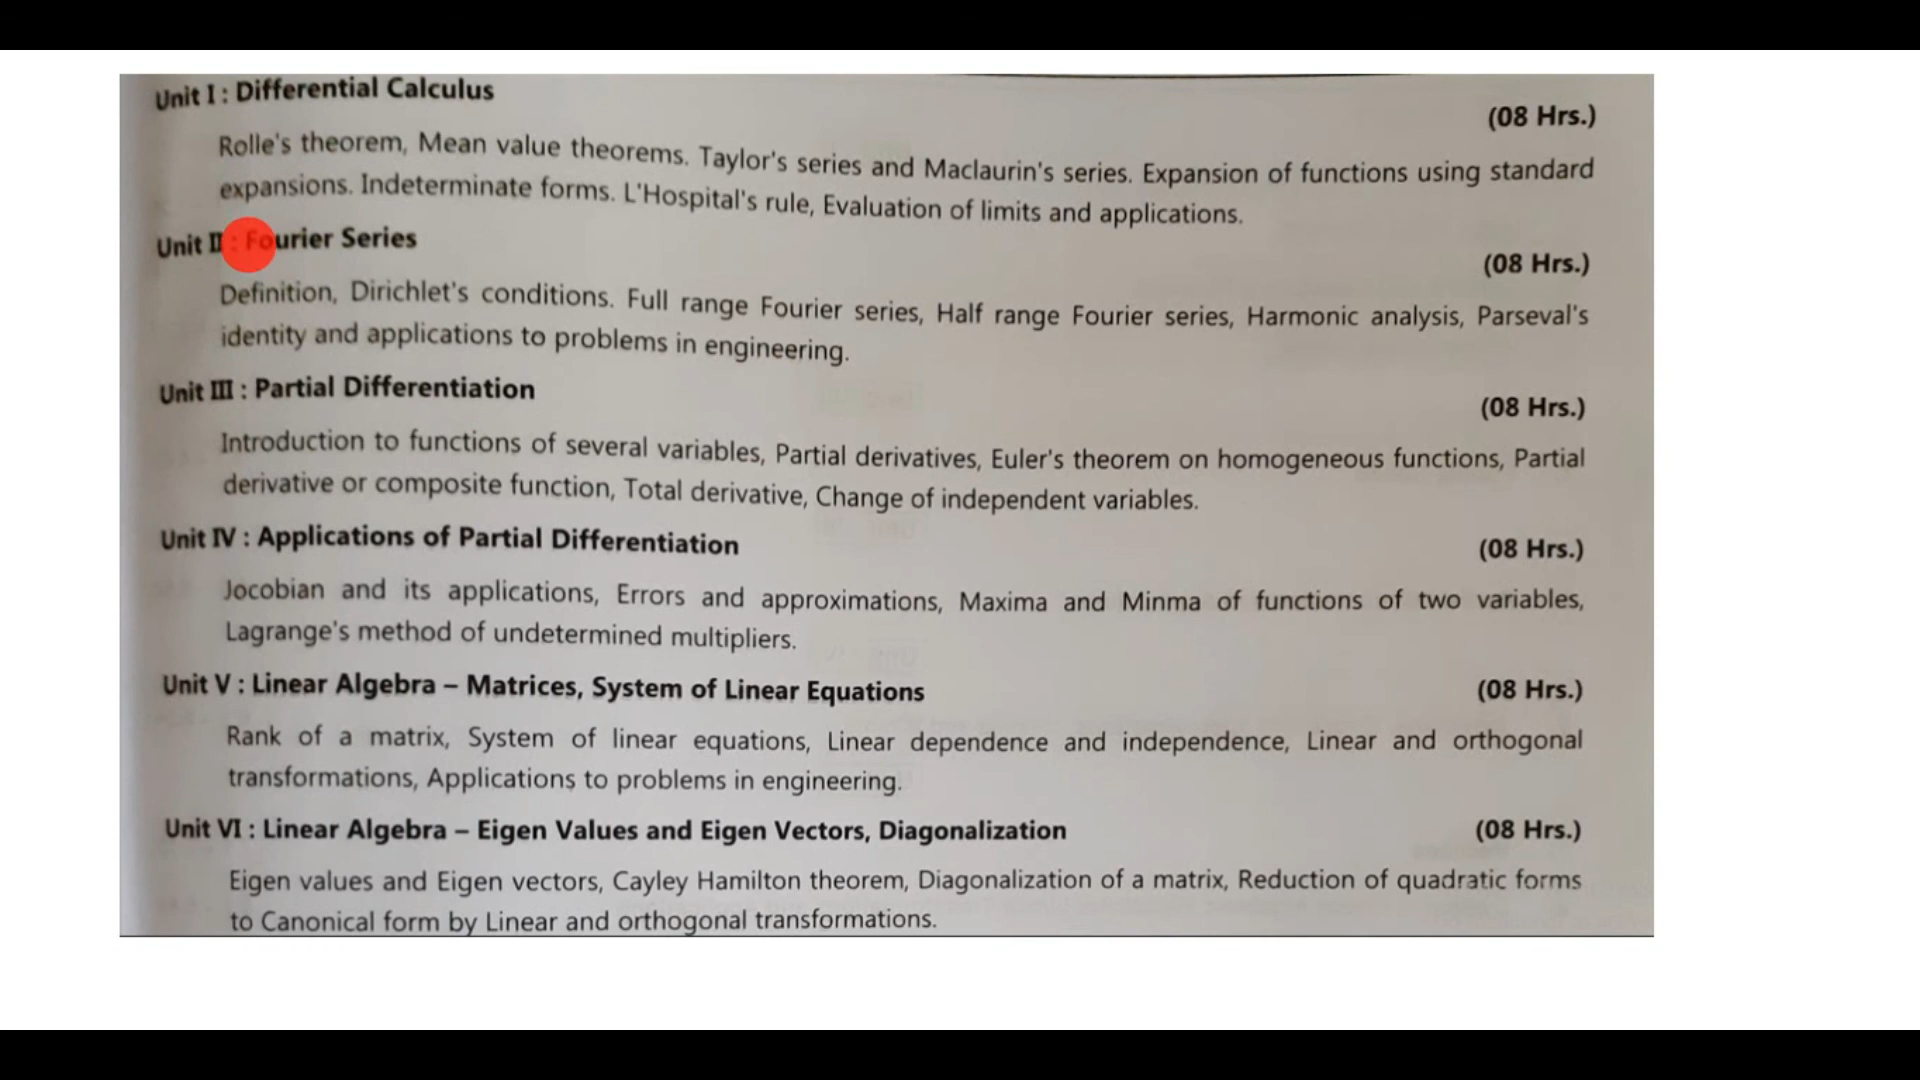 Unit I : Differential Calculus
(08 Hrs.)
Rolle's theorem, Mean value theorems. Taylor's series and Maclaurin's series. Expansion of functions using standard
expansions. Indeterminate forms. L'Hospital's rule, Evaluation of limits and applications.
Unit II : Fourier Series
(08 Hrs.)
Definition, Dirichlet's conditions. Full range Fourier series, Half range Fourier series, Harmonic analysis, Parseval's
identity and applications to problems in engineering.
Unit III : Partial Differentiation
(08 Hrs.)
Introduction to functions of several variables, Partial derivatives, Euler's theorem on homogeneous functions, Partial
derivative or composite function, Total derivative, Change of independent variables.
Unit IV : Applications of Partial Differentiation
(08 Hrs.)
Jocobian and its applications, Errors and approximations, Maxima and Minma of functions of two variables,
Lagrange's method of undetermined multipliers.
Unit V : Linear Algebra – Matrices, System of Linear Equations (08 Hrs.)
Rank of a matrix, System of linear equations, Linear dependence and independence, Linear and orthogonal
transformations, Applications to problems in engineering.
Unit VI : Linear Algebra – Eigen Values and Eigen Vectors, Diagonalization (08 Hrs.)
Eigen values and Eigen vectors, Cayley Hamilton theorem, Diagonalization of a matrix, Reduction of quadratic forms
to Canonical form by Linear and orthogonal transformations.